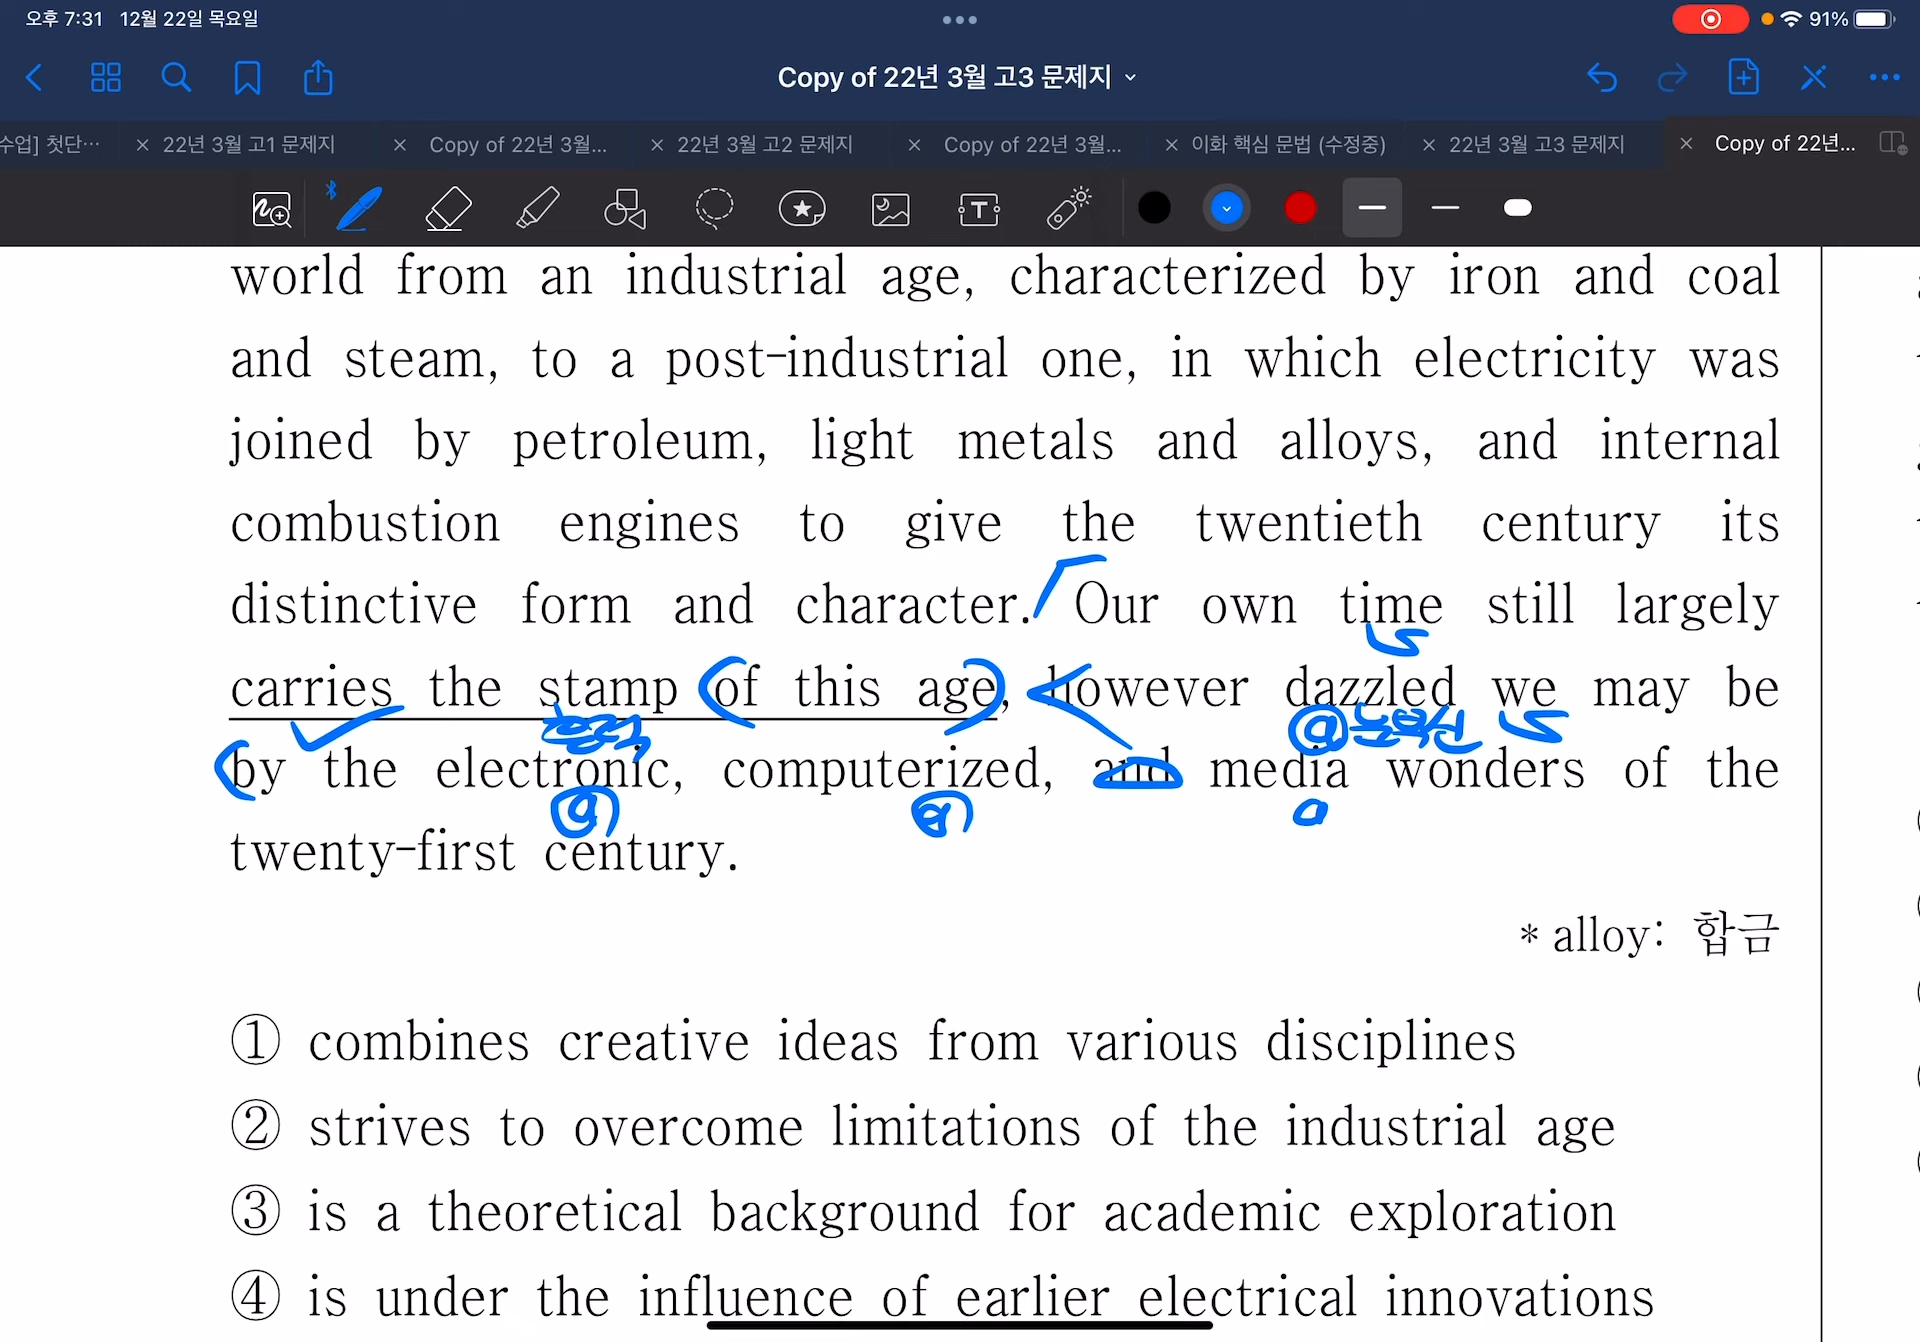 오후 7:31 12월 22일 목요일
91%
Copy of 22년 3월 고3 문제지
수업] 첫단… × 22년 3월 고1 문제지 × Copy of 22년 3월... × 22년 3월 고2 문제지 × Copy of 22년 3월... × 이화 핵심 문법 (수정중) × 22년 3월 고3 문제지 × Copy of 22년...
world from an industrial age, characterized by iron and coal
and steam, to a post-industrial one, in which electricity was
joined by petroleum, light metals and alloys, and internal
combustion engines to give the twentieth century its
distinctive form and character. Our own time still largely
carries the stamp of this age, however dazzled we may be
흔적 ⓐ눈부신
by the electronic, computerized, and media wonders of the
ⓐ ⓐ
twenty-first century.
* alloy: 합금
① combines creative ideas from various disciplines
② strives to overcome limitations of the industrial age
③ is a theoretical background for academic exploration
④ is under the influence of earlier electrical innovations